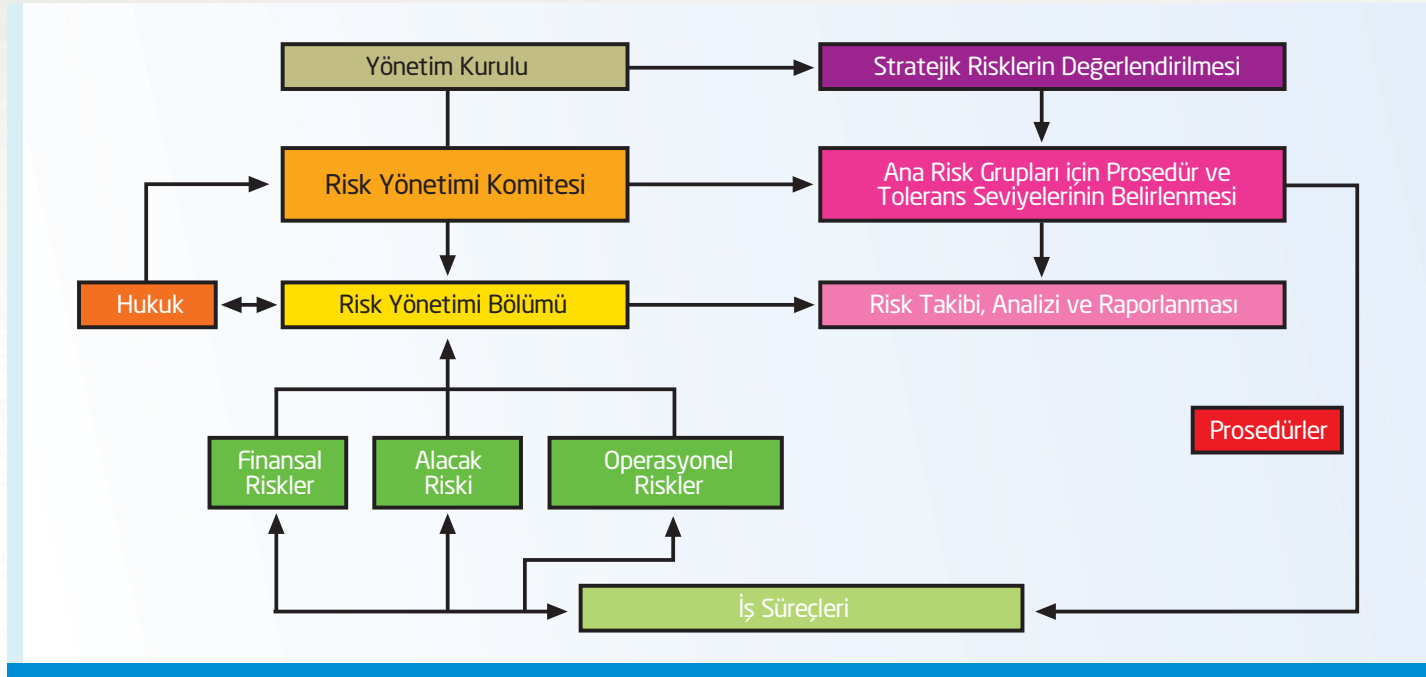 Yönetim Kurulu
Stratejik Risklerin Değerlendirilmesi
Risk Yönetimi Komitesi
Ana Risk Grupları için Prosedür ve
Tolerans Seviyelerinin Belirlenmesi
Hukuk
Risk Yönetimi Bölümü
Risk Takibi, Analizi ve Raporlanması
Prosedürler
Finansal
Riskler
Alacak
Riski
Operasyonel
Riskler
İş Süreçleri